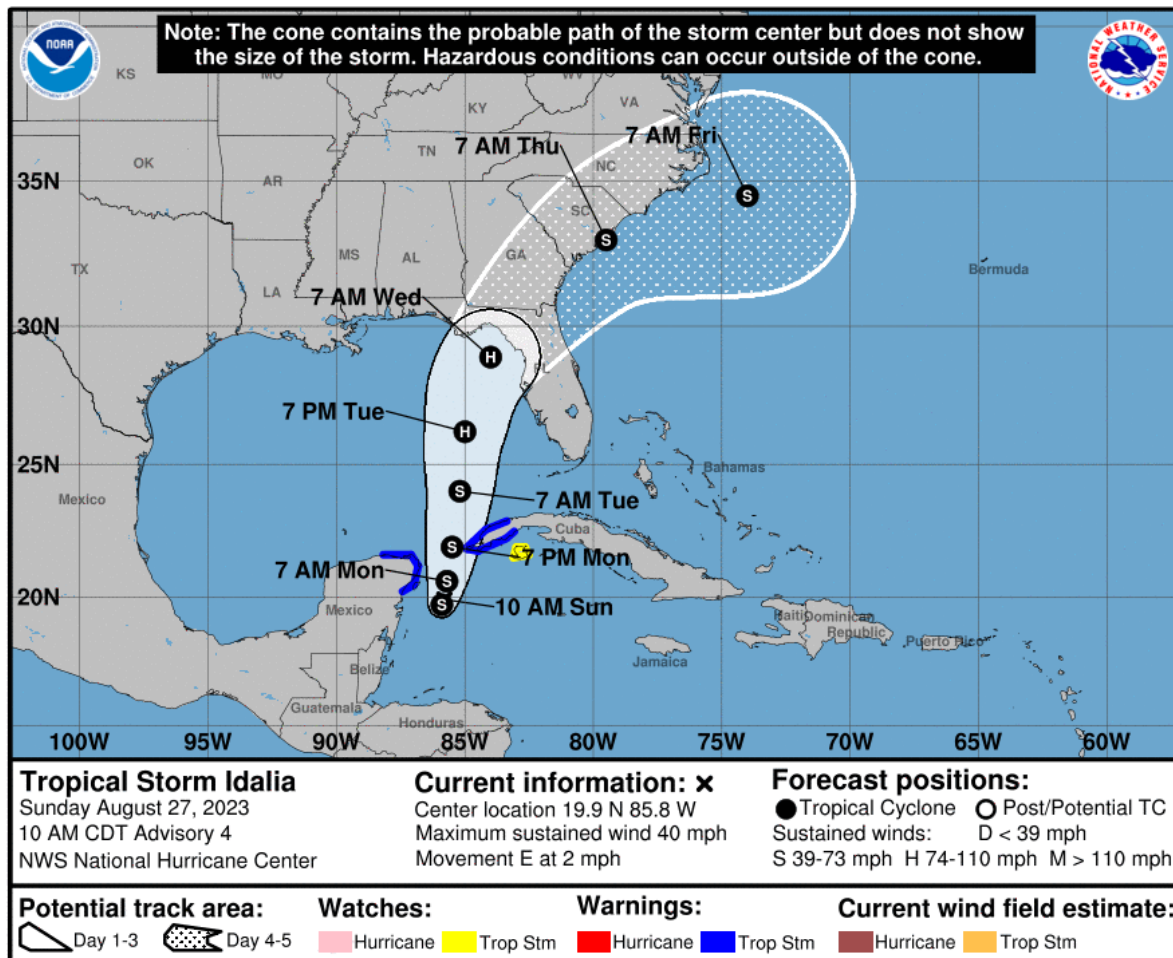 Note: The cone contains the probable path of the storm center but does not show
the size of the storm. Hazardous conditions can occur outside of the cone.
NOAA
NATIONAL WEATHER SERVICE
KS
MO
WV
VA
KY
7 AM Thu
7 AM Fri
OK
TN
NC
AR
35N
SC
MS
AL
GA
TX
LA
Bermuda
7 AM Wed
30N
FL
7 PM Tue
25N
Bahamas
Mexico
7 AM Tue
Cuba
7 PM Mon
7 AM Mon
20N
Mexico
10 AM Sun
Haiti
Dominican
Republic
Puerto Rico
Jamaica
Belize
Guatemala
Honduras
S
S
S
S
H
H
S
S
100W 95W 90W 85W 80W 75W 70W 65W 60W
Tropical Storm Idalia
Sunday August 27, 2023
10 AM CDT Advisory 4
NWS National Hurricane Center
Current information: x
Center location 19.9 N 85.8 W
Maximum sustained wind 40 mph
Movement E at 2 mph
Forecast positions:
Tropical Cyclone Post/Potential TC
Sustained winds: D < 39 mph
S 39-73 mph H 74-110 mph M > 110 mph
Potential track area:
Day 1-3 Day 4-5
Watches:
Hurricane Trop Stm
Warnings:
Hurricane Trop Stm
Current wind field estimate:
Hurricane Trop Stm